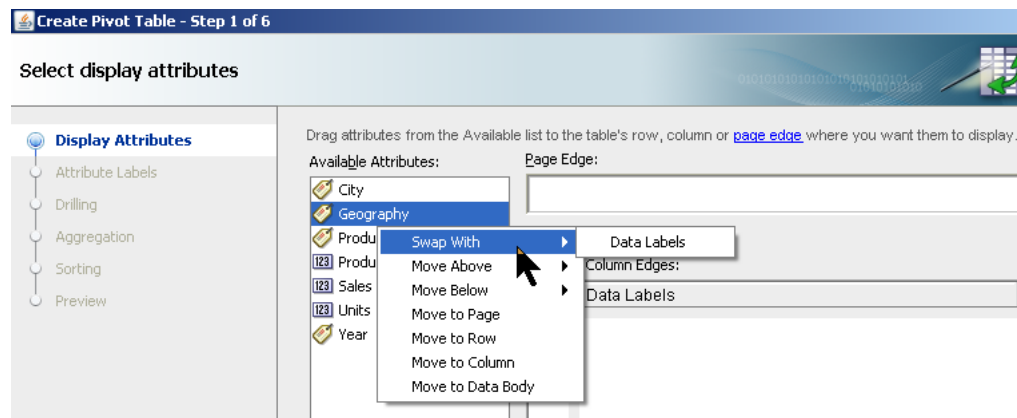 Create Pivot Table - Step 1 of 6
Select display attributes
Display Attributes
Attribute Labels
Drilling
Aggregation
Sorting
Preview
Drag attributes from the Available list to the table's row, column or page edge where you want them to display.
Available Attributes:
Page Edge:
City
Geography
Produ
Produ
Sales
Units
Year
Swap With
Move Above
Move Below
Move to Page
Move to Row
Move to Column
Move to Data Body
Data Labels
Column Edges:
Data Labels